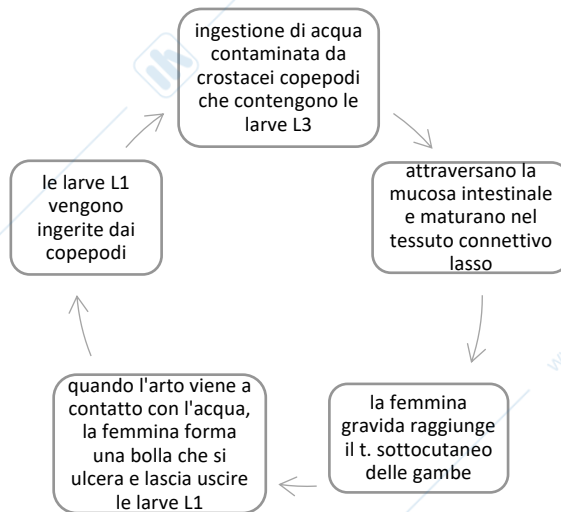 ingestione di acqua
contaminata da
crostacei copepodi
che contengono le
larve L3
attraversano la
mucosa intestinale
e maturano nel
tessuto connettivo
lasso
la femmina
gravida raggiunge
il t. sottocutaneo
delle gambe
quando l'arto viene a
contatto con l'acqua,
la femmina forma
una bolla che si
ulcera e lascia uscire
le larve L1
le larve L1
vengono
ingerite dai
copepodi